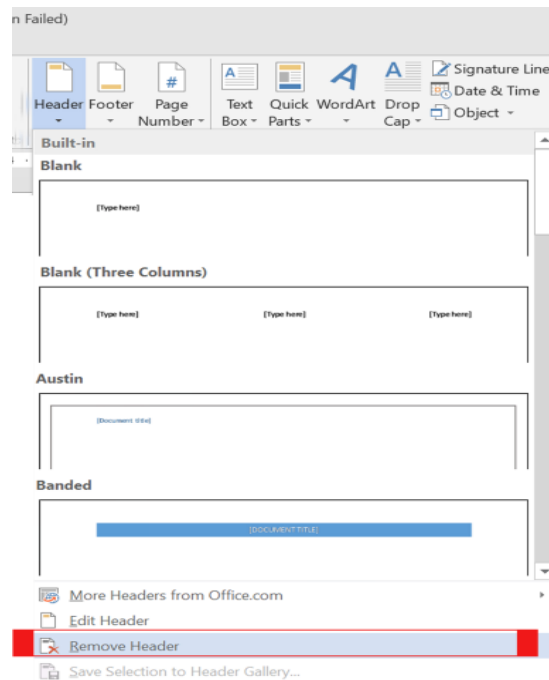 n Failed)
Signature Line
Date & Time
Object
Header Footer Page Number Text Box Quick Parts WordArt Drop Cap
#
A
A
A
Built-in
Blank
[Type here]
Blank (Three Columns)
[Type here] [Type here] [Type here]
Austin
[Document title]
Banded
[DOCUMENT TITLE]
More Headers from Office.com
Edit Header
Remove Header
Save Selection to Header Gallery...